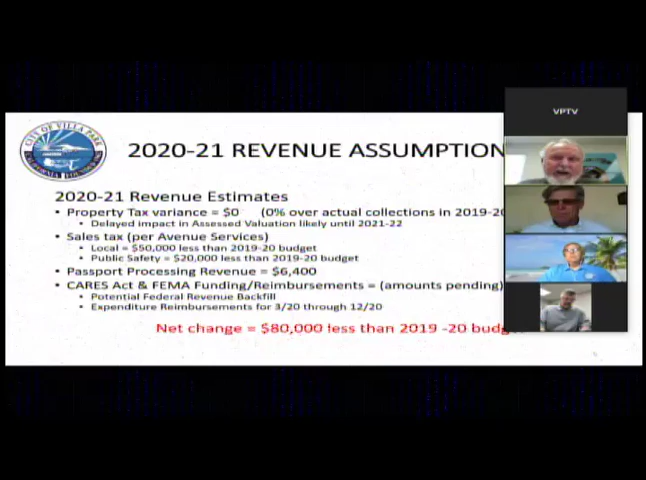 VPTV
CITY OF VILLA PARK
2020-21 REVENUE ASSUMPTION
2020-21 Revenue Estimates
• Property Tax variance = $0 (0% over actual collections in 2019-20
• Delayed impact in Assessed Valuation likely until 2021-22
• Sales tax (per Avenue Services)
• Local = $50,000 less than 2019-20 budget
• Public Safety = $20,000 less than 2019-20 budget
• Passport Processing Revenue = $6,400
• CARES Act & FEMA Funding/Reimbursements = (amounts pending)
• Potential Federal Revenue Backfill
• Expenditure Reimbursements for 3/20 through 12/20
Net change = $80,000 less than 2019 -20 budg